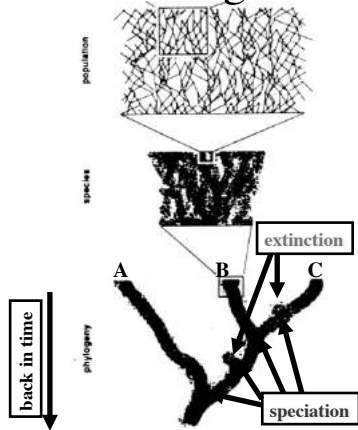 population
species
extinction
A B C
back in time
phylogeny
speciation